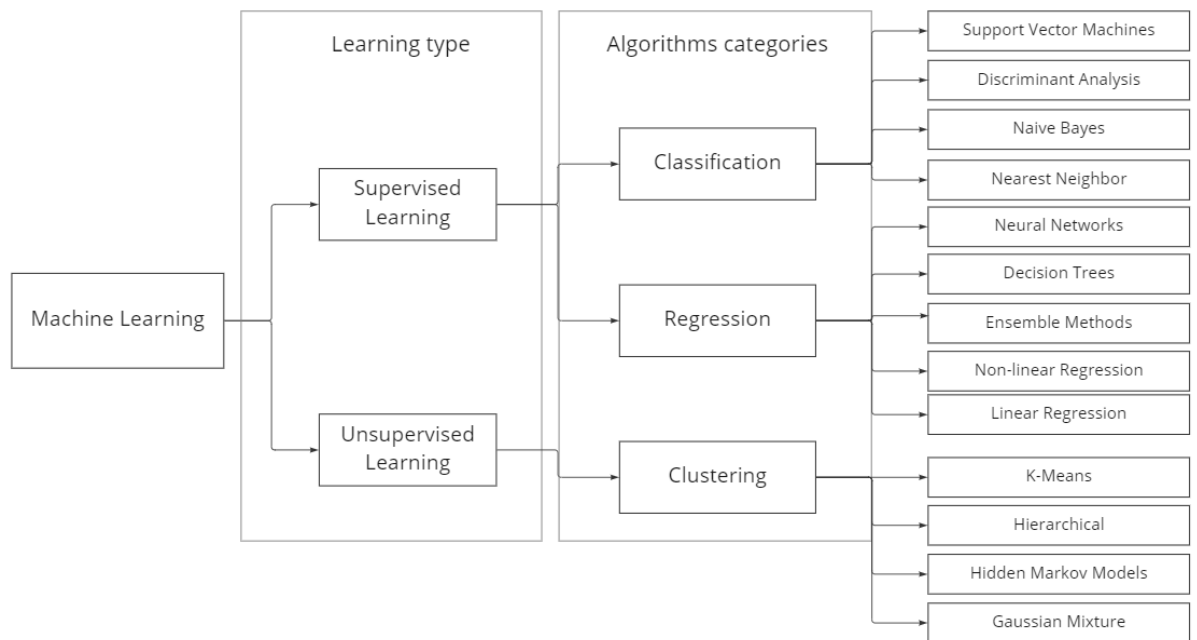 Learning type
Algorithms categories
Machine Learning
Supervised
Learning
Unsupervised
Learning
Classification
Regression
Clustering
Support Vector Machines
Discriminant Analysis
Naive Bayes
Nearest Neighbor
Neural Networks
Decision Trees
Ensemble Methods
Non-linear Regression
Linear Regression
K-Means
Hierarchical
Hidden Markov Models
Gaussian Mixture